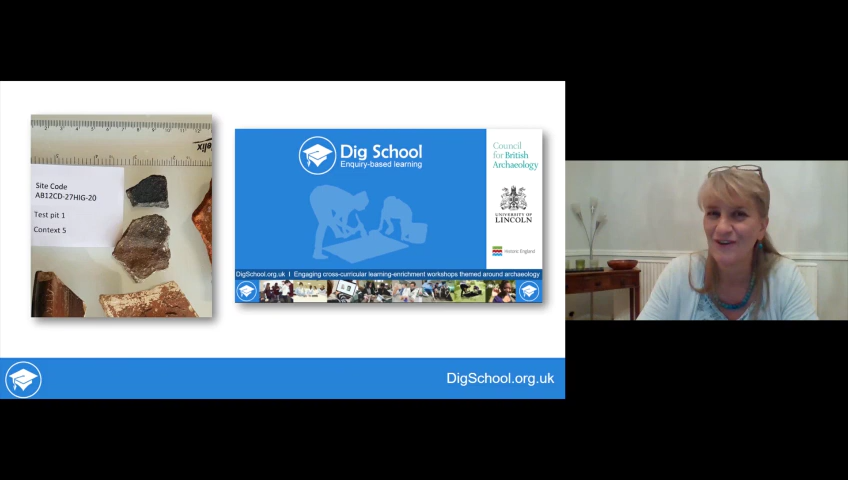 Site Code
AB12CD-27HIG-20
Test pit 1
Context 5
Dig School
Enquiry-based learning
Council
for British
Archaeology
UNIVERSITY OF
LINCOLN
Historic England
DigSchool.org.uk I Engaging cross-curricular learning-enrichment workshops themed around archaeology
DigSchool.org.uk